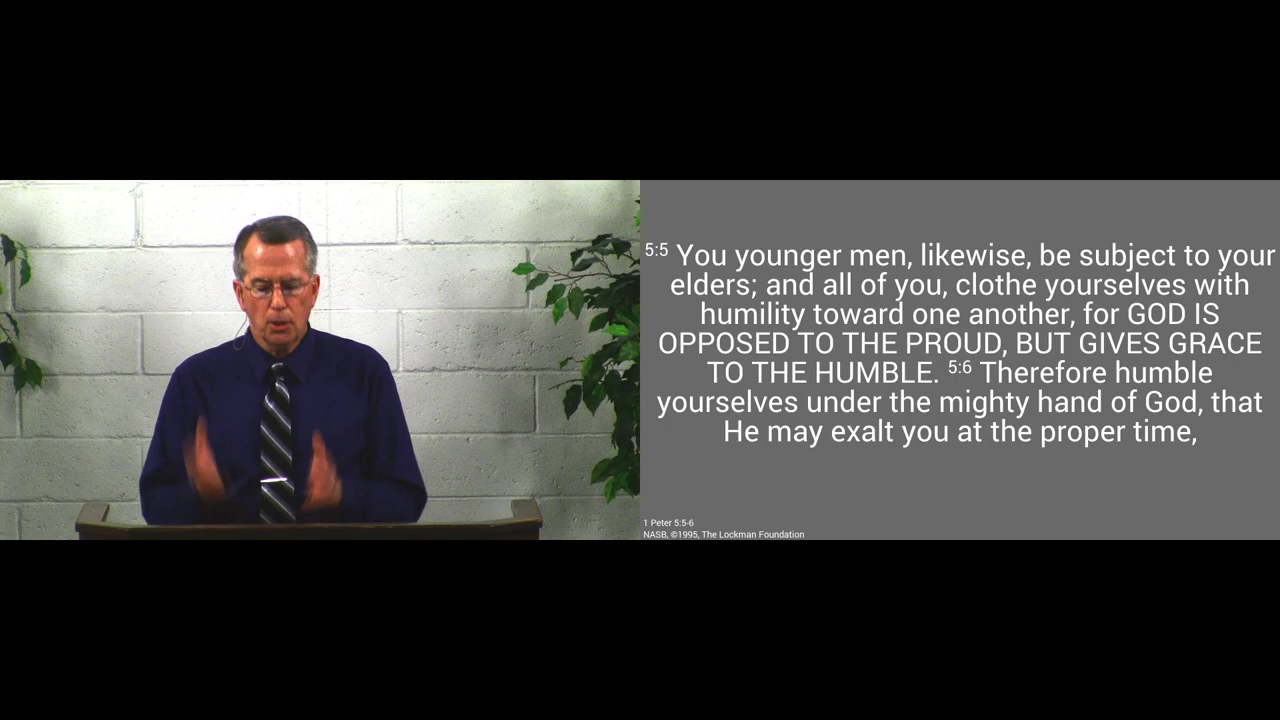 5:5 You younger men, likewise, be subject to your
elders; and all of you, clothe yourselves with
humility toward one another, for GOD IS
OPPOSED TO THE PROUD, BUT GIVES GRACE
TO THE HUMBLE. 5:6 Therefore humble
yourselves under the mighty hand of God, that
He may exalt you at the proper time,
1 Peter 5:5-6
NASB, ©1995, The Lockman Foundation